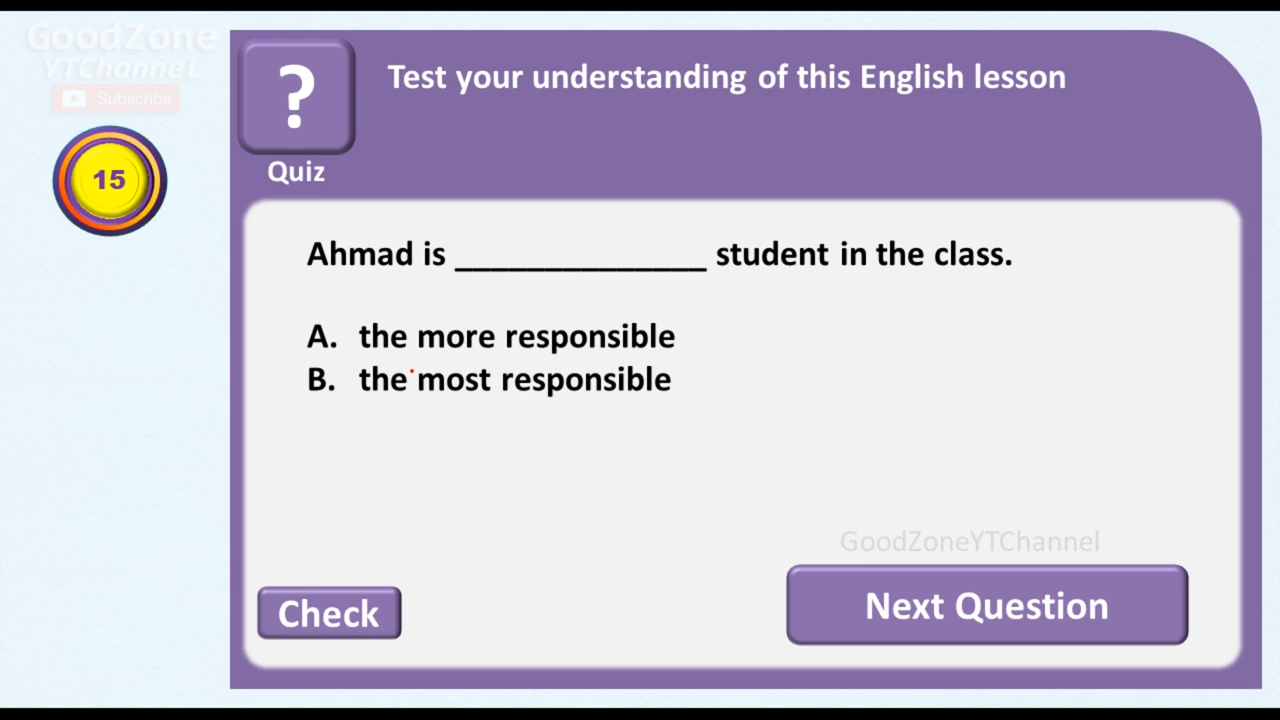 GoodZone
YTChannel
Subscribe
15
?
Quiz
Test your understanding of this English lesson
Ahmad is ______________ student in the class.
A. the more responsible
B. the most responsible
GoodZoneYTChannel
Check
Next Question